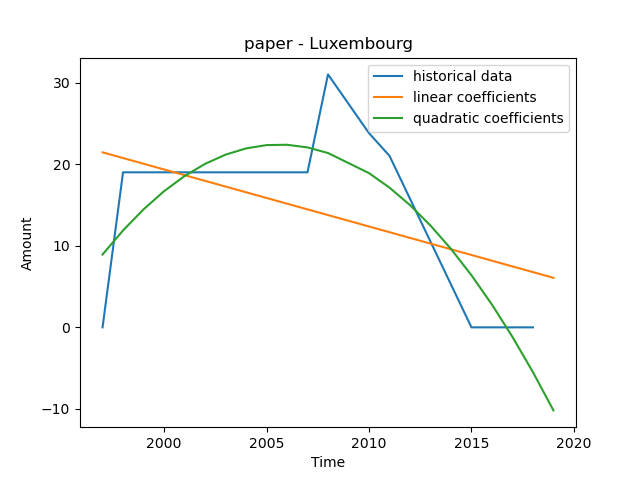 paper - Luxembourg
historical data
linear coefficients
quadratic coefficients
30
20
10
0
−10
Amount
2000
2005
2010
2015
2020
Time